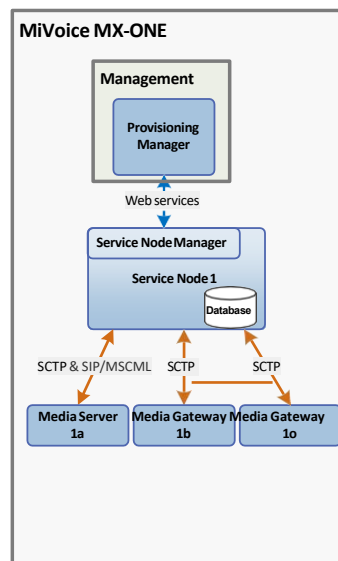 MiVoice MX-ONE
Management
Provisioning
Manager
Web services
Service Node Manager
Service Node 1
Database
SCTP & SIP/MSCML
SCTP
SCTP
Media Server
1a
Media Gateway
1b
Media Gateway
1o